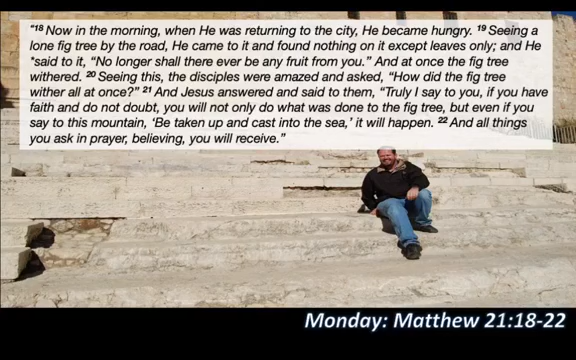 "18 Now in the morning, when He was returning to the city, He became hungry. 19 Seeing a
lone fig tree by the road, He came to it and found nothing on it except leaves only; and He
*said to it, “No longer shall there ever be any fruit from you.” And at once the fig tree
withered. 20 Seeing this, the disciples were amazed and asked, “How did the fig tree
wither all at once?” 21 And Jesus answered and said to them, “Truly I say to you, if you have
faith and do not doubt, you will not only do what was done to the fig tree, but even if you
say to this mountain, ‘Be taken up and cast into the sea,’ it will happen. 22 And all things
you ask in prayer, believing, you will receive.”
Monday: Matthew 21:18-22